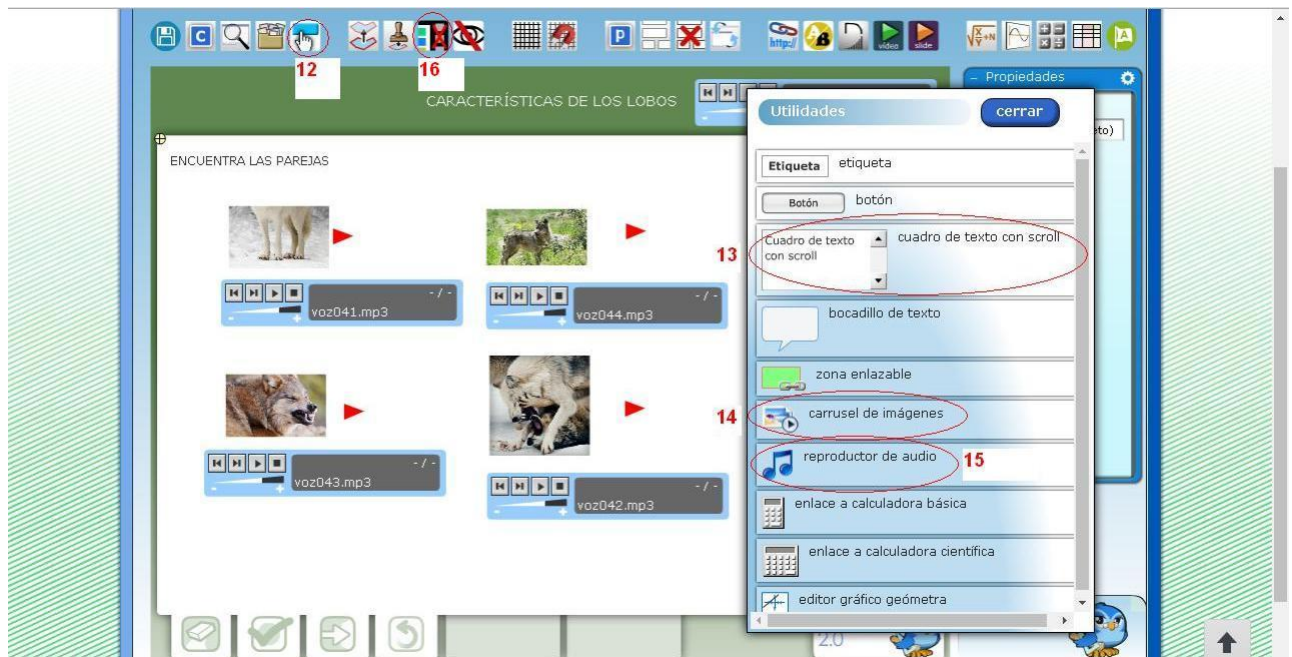 C
P
http://
B
video
slide
A
12
16
CARACTERÍSTICAS DE LOS LOBOS
Propiedades
Utilidades
cerrar
ENCUENTRA LAS PAREJAS
Etiqueta etiqueta
Botón botón
13
Cuadro de texto con scroll
cuadro de texto con scroll
bocadillo de texto
zona enlazable
14
carrusel de imágenes
reproductor de audio
15
enlace a calculadora básica
enlace a calculadora científica
editor gráfico geómetra
- / -
voz041.mp3
- / -
voz044.mp3
- / -
voz043.mp3
- / -
voz042.mp3
2.0